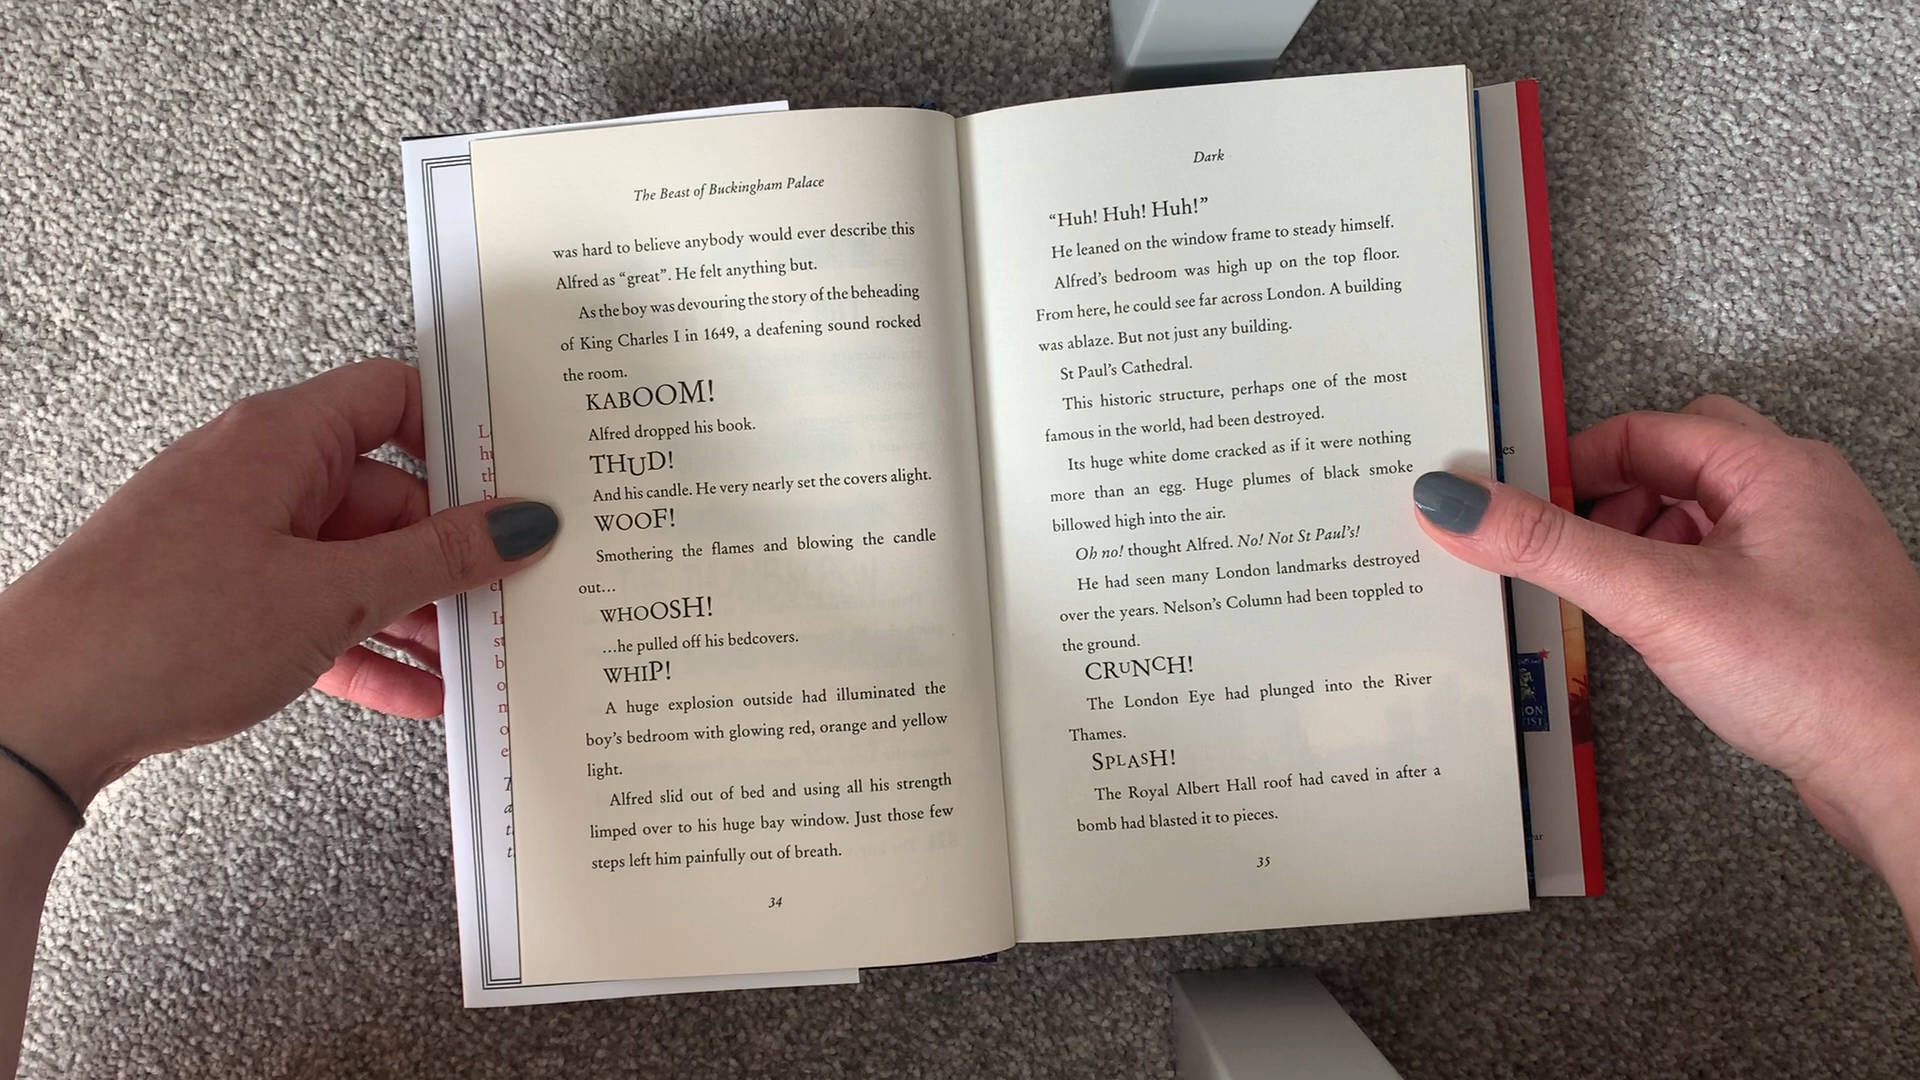 The Beast of Buckingham Palace
was hard to believe anybody would ever describe this
Alfred as “great”. He felt anything but.
As the boy was devouring the story of the beheading
of King Charles I in 1649, a deafening sound rocked
the room.
KABOOM!
Alfred dropped his book.
THUD!
And his candle. He very nearly set the covers alight.
WOOF!
Smothering the flames and blowing the candle
out…
WHOOSH!
…he pulled off his bedcovers.
WHIP!
A huge explosion outside had illuminated the
boy’s bedroom with glowing red, orange and yellow
light.
Alfred slid out of bed and using all his strength
limped over to his huge bay window. Just those few
steps left him painfully out of breath.
34
Dark
“Huh! Huh! Huh!”
He leaned on the window frame to steady himself.
Alfred’s bedroom was high up on the top floor.
From here, he could see far across London. A building
was ablaze. But not just any building.
St Paul’s Cathedral.
This historic structure, perhaps one of the most
famous in the world, had been destroyed.
Its huge white dome cracked as if it were nothing
more than an egg. Huge plumes of black smoke
billowed high into the air.
Oh no! thought Alfred. No! Not St Paul’s!
He had seen many London landmarks destroyed
over the years. Nelson’s Column had been toppled to
the ground.
CRUNCH!
The London Eye had plunged into the River
Thames.
SPLASH!
The Royal Albert Hall roof had caved in after a
bomb had blasted it to pieces.
35